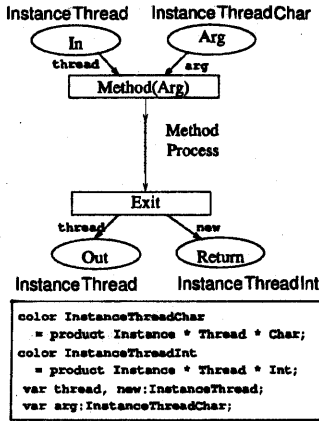 InstanceThread InstanceThreadChar
In Arg
thread arg
Method(Arg)
Method
Process
Exit
thread new
Out Return
InstanceThread InstanceThreadInt
color InstanceThreadChar
= product Instance * Thread * Char;
color InstanceThreadInt
= product Instance * Thread * Int;
var thread, new:InstanceThread;
var arg:InstanceThreadChar;